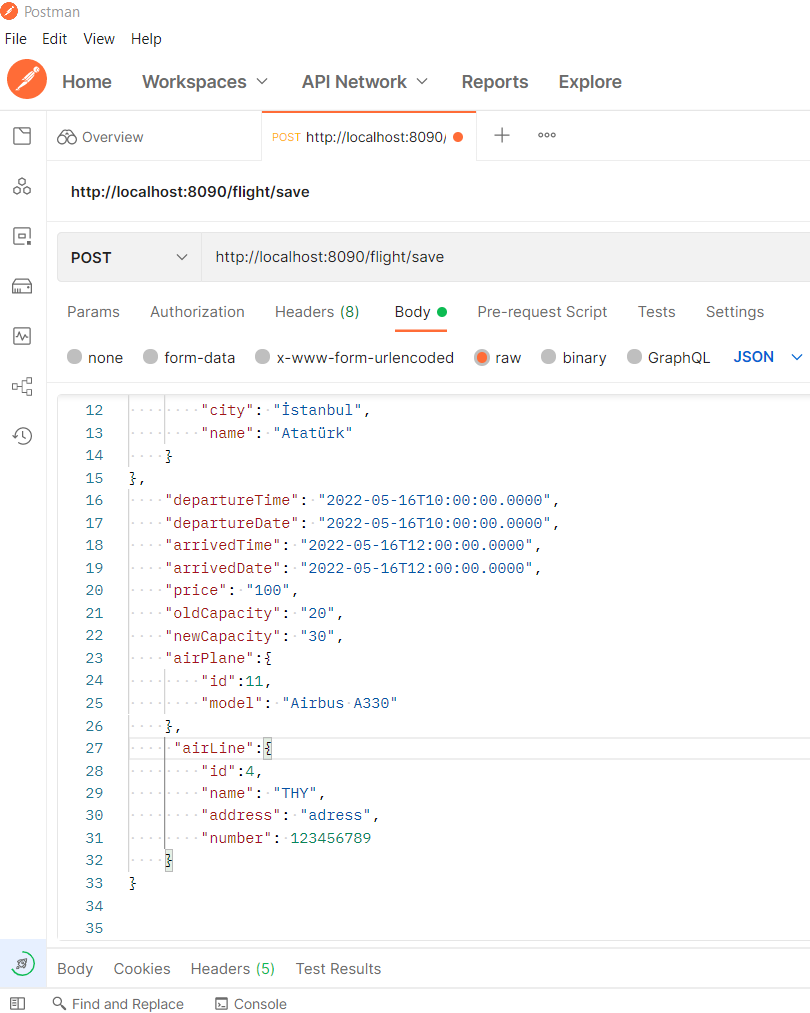 Postman
File Edit View Help
Home Workspaces API Network Reports Explore
Overview POST http://localhost:8090/
http://localhost:8090/flight/save
POST http://localhost:8090/flight/save
Params Authorization Headers (8) Body Pre-request Script Tests Settings
none form-data x-www-form-urlencoded raw binary GraphQL JSON
12 "city": "İstanbul",
13 "name": "Atatürk"
14 }
15 },
16 "departureTime": "2022-05-16T10:00:00.0000",
17 "departureDate": "2022-05-16T10:00:00.0000",
18 "arrivedTime": "2022-05-16T12:00:00.0000",
19 "arrivedDate": "2022-05-16T12:00:00.0000",
20 "price": "100",
21 "oldCapacity": "20",
22 "newCapacity": "30",
23 "airPlane":{
24 "id":11,
25 "model": "Airbus A330"
26 },
27 "airLine":{
28 "id":4,
29 "name": "THY",
30 "address": "adress",
31 "number": 123456789
32 }
33 }
34
35
Body Cookies Headers (5) Test Results
Find and Replace Console